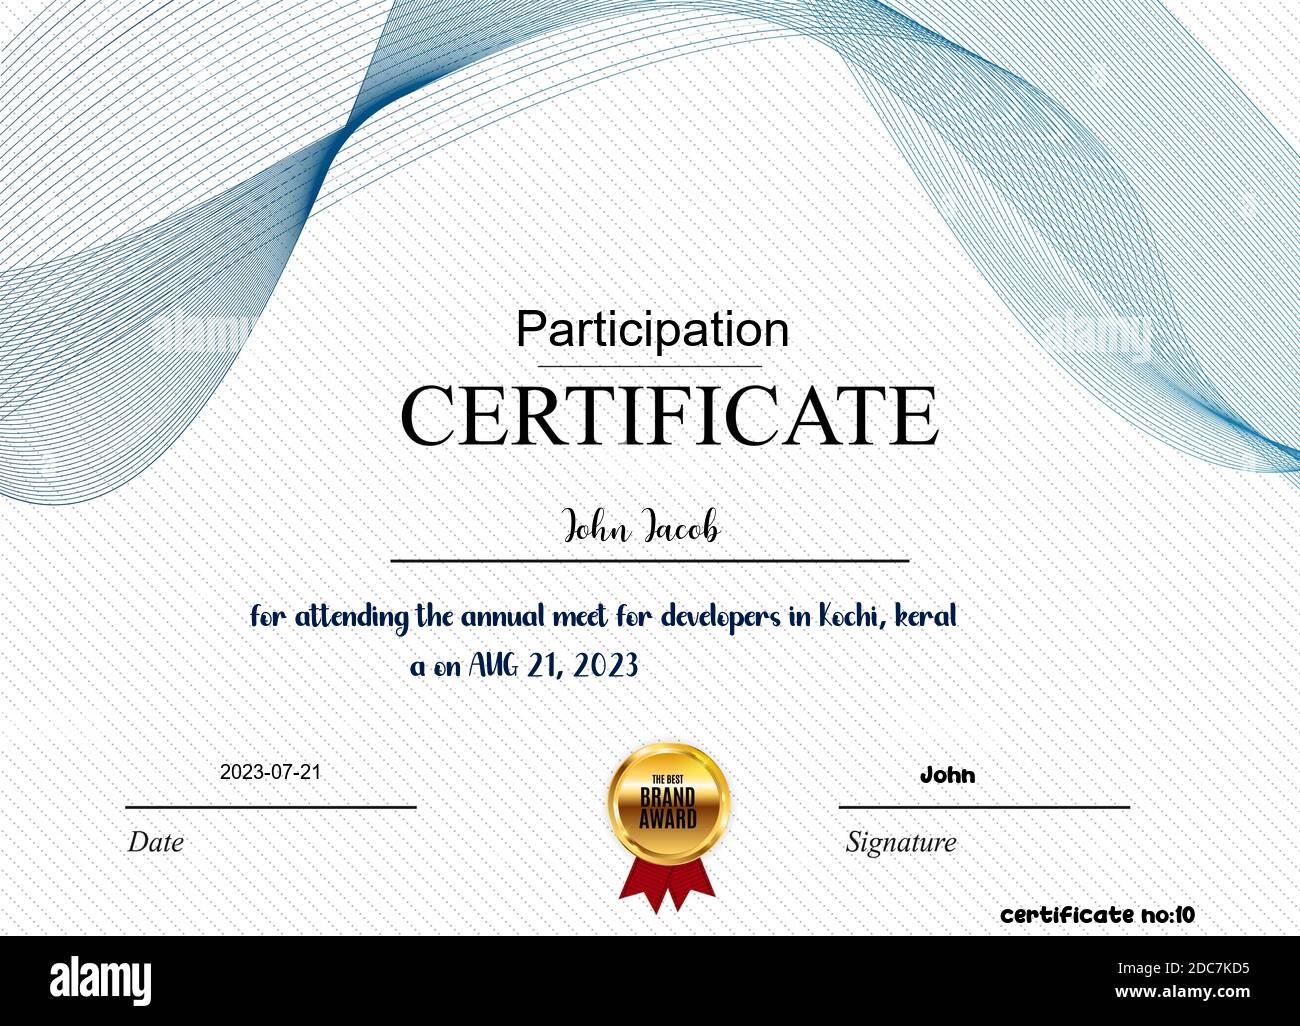 Participation
CERTIFICATE
John Jacob
for attending the annual meet for developers in Kochi, keral
a on AUG 21, 2023
2023-07-21
Date
THE BEST
BRAND
AWARD
John
Signature
certificate no:10
alamy
alamy
alamy
Image ID: 2DC7KD5
www.alamy.com